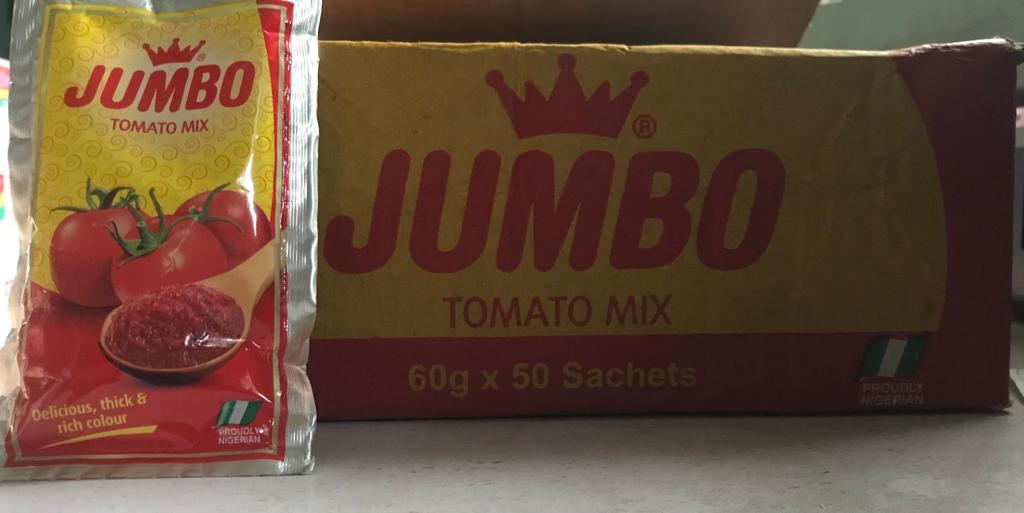 JUMBO ®
TOMATO MIX
Delicious, thick &
rich colour
PROUDLY
NIGERIAN
®
JUMBO
TOMATO MIX
60g x 50 Sachets
PROUDLY
NIGERIAN